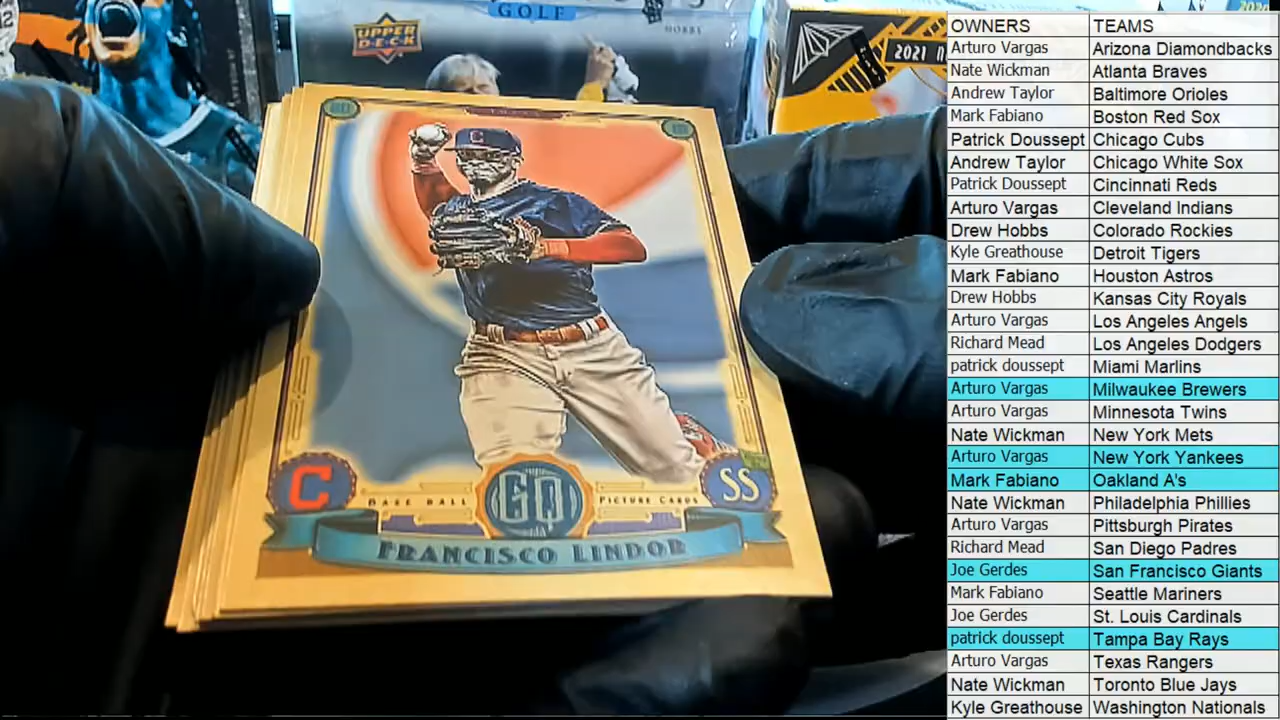 GOLF
UPPER DECK
HOBBY
2021
2020
GQ
C
C
BASE BALL
GQ
PICTURE CARDS
SS
FRANCISCO LINDOR
OWNERS TEAMS
Arturo Vargas Arizona Diamondbacks
Nate Wickman Atlanta Braves
Andrew Taylor Baltimore Orioles
Mark Fabiano Boston Red Sox
Patrick Doussept Chicago Cubs
Andrew Taylor Chicago White Sox
Patrick Doussept Cincinnati Reds
Arturo Vargas Cleveland Indians
Drew Hobbs Colorado Rockies
Kyle Greathouse Detroit Tigers
Mark Fabiano Houston Astros
Drew Hobbs Kansas City Royals
Arturo Vargas Los Angeles Angels
Richard Mead Los Angeles Dodgers
patrick doussept Miami Marlins
Arturo Vargas Milwaukee Brewers
Arturo Vargas Minnesota Twins
Nate Wickman New York Mets
Arturo Vargas New York Yankees
Mark Fabiano Oakland A's
Nate Wickman Philadelphia Phillies
Arturo Vargas Pittsburgh Pirates
Richard Mead San Diego Padres
Joe Gerdes San Francisco Giants
Mark Fabiano Seattle Mariners
Joe Gerdes St. Louis Cardinals
patrick doussept Tampa Bay Rays
Arturo Vargas Texas Rangers
Nate Wickman Toronto Blue Jays
Kyle Greathouse Washington Nationals